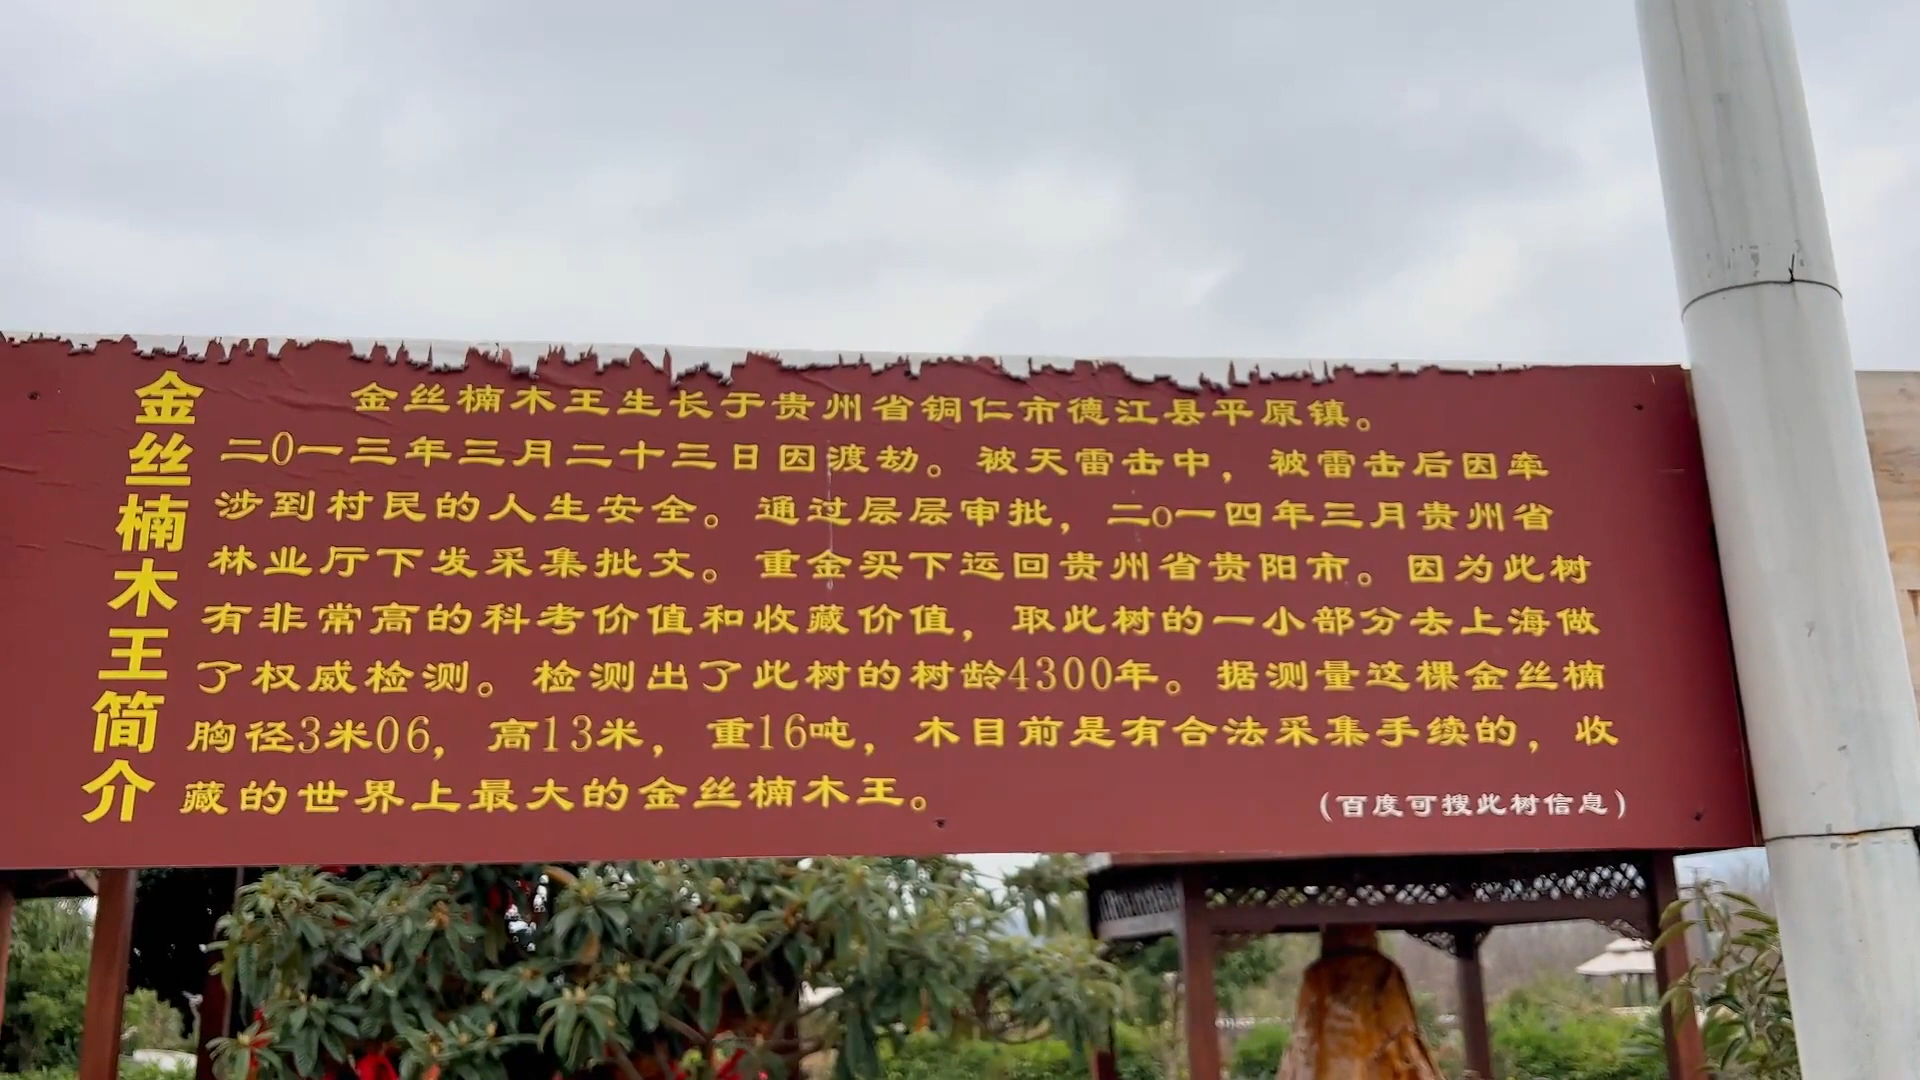 金丝楠木王简介
金丝楠木王生长于贵州省铜仁市德江县平原镇。
二0一三年三月二十三日因渡劫。被天雷击中，被雷击后因牵
涉到村民的人生安全。通过层层审批，二o一四年三月贵州省
林业厅下发采集批文。重金买下运回贵州省贵阳市。因为此树
有非常高的科考价值和收藏价值，取此树的一小部分去上海做
了权威检测。检测出了此树的树龄4300年。据测量这棵金丝楠
胸径3米06，高13米，重16吨，木目前是有合法采集手续的，收
藏的世界上最大的金丝楠木王。
（百度可搜此树信息）